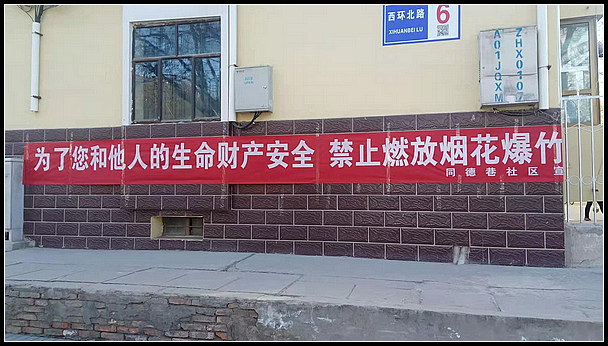 西环北路
XIHUANBEI LU
6
ZHX0107
A01JQXM
为了您和他人的生命财产安全 禁止燃放烟花爆竹
同德巷社区 宣